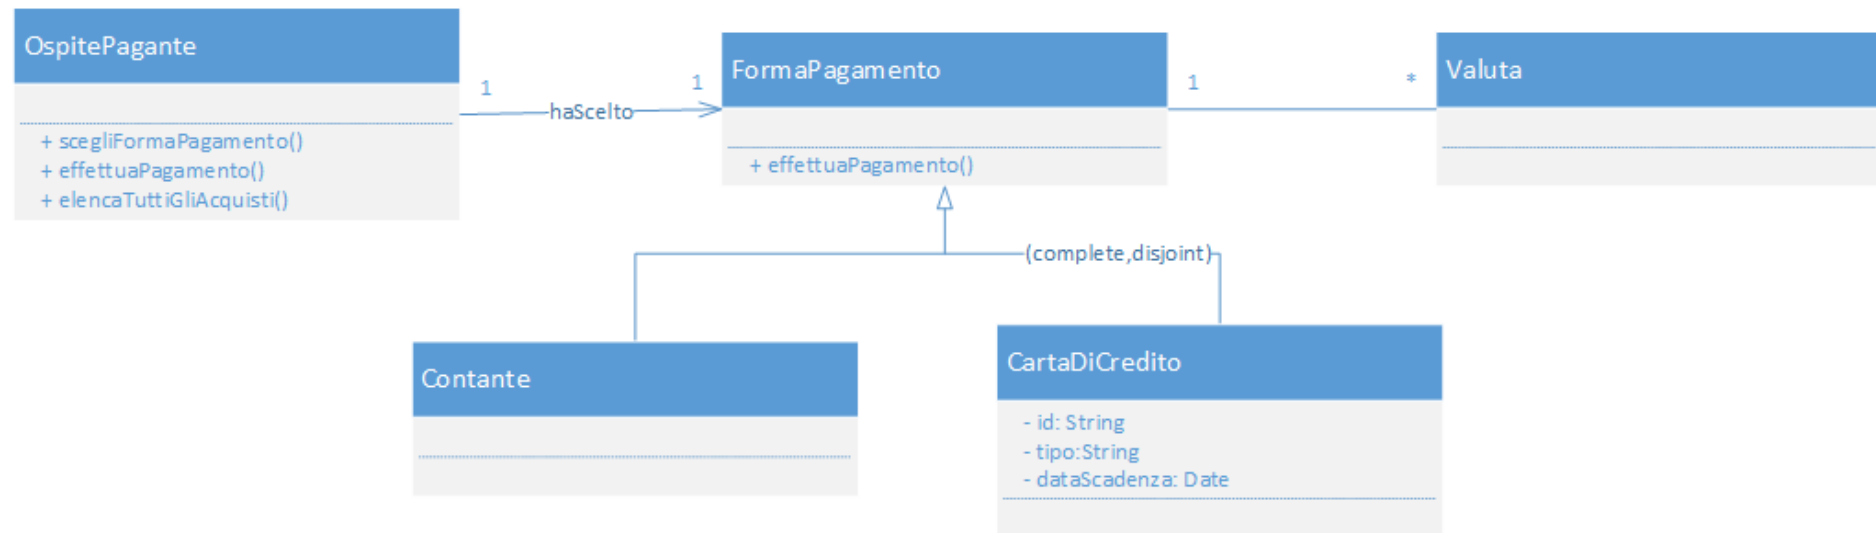 OspitePagante
+ scegliFormaPagamento()
+ effettuaPagamento()
+ elencaTuttiGliAcquisti()
1
haScelto
1
FormaPagamento
+ effettuaPagamento()
1
*
Valuta
(complete,disjoint)
Contante
CartaDiCredito
- id: String
- tipo:String
- dataScadenza: Date